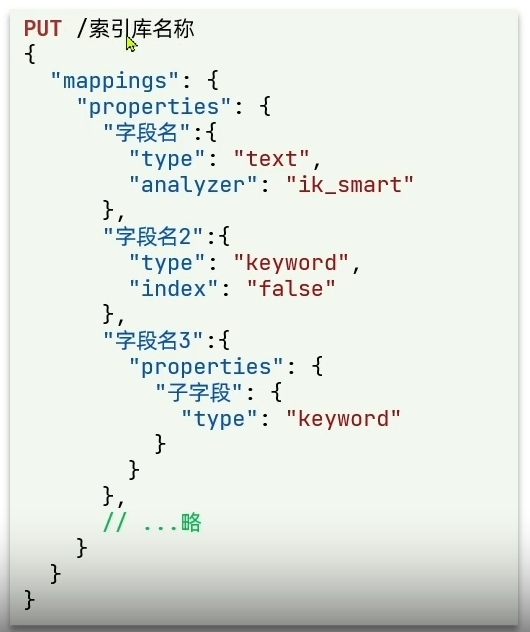 PUT /索引库名称
{
  "mappings": {
    "properties": {
      "字段名":{
        "type": "text",
        "analyzer": "ik_smart"
      },
      "字段名2":{
        "type": "keyword",
        "index": "false"
      },
      "字段名3":{
        "properties": {
          "子字段": {
            "type": "keyword"
          }
        }
      },
      // ...略
    }
  }
}